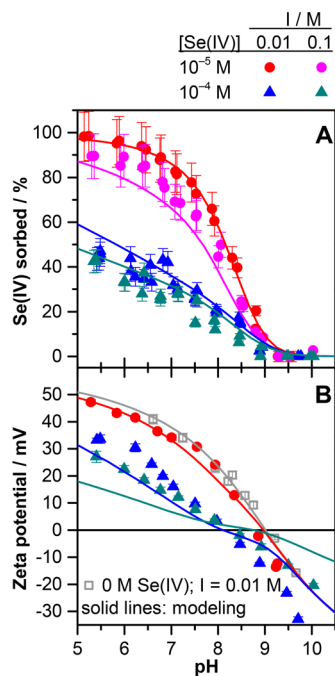 I / M
[Se(IV)] 0.01 0.1
10⁻⁵ M
10⁻⁴ M
A
100
80
60
40
20
0
Se(IV) sorbed / %
B
50
40
30
20
10
0
-10
-20
-30
Zeta potential / mV
0 M Se(IV); I = 0.01 M
solid lines: modeling
5 6 7 8 9 10
pH